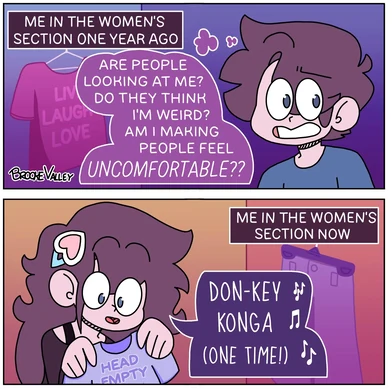 ME IN THE WOMEN'S
SECTION ONE YEAR AGO
LIVE
LAUGH
LOVE
ARE PEOPLE
LOOKING AT ME?
DO THEY THINK
I'M WEIRD?
AM I MAKING
PEOPLE FEEL
UNCOMFORTABLE??
BROOKE VALLEY
ME IN THE WOMEN'S
SECTION NOW
DON-KEY
KONGA
(ONE TIME!)
HEAD
EMPTY